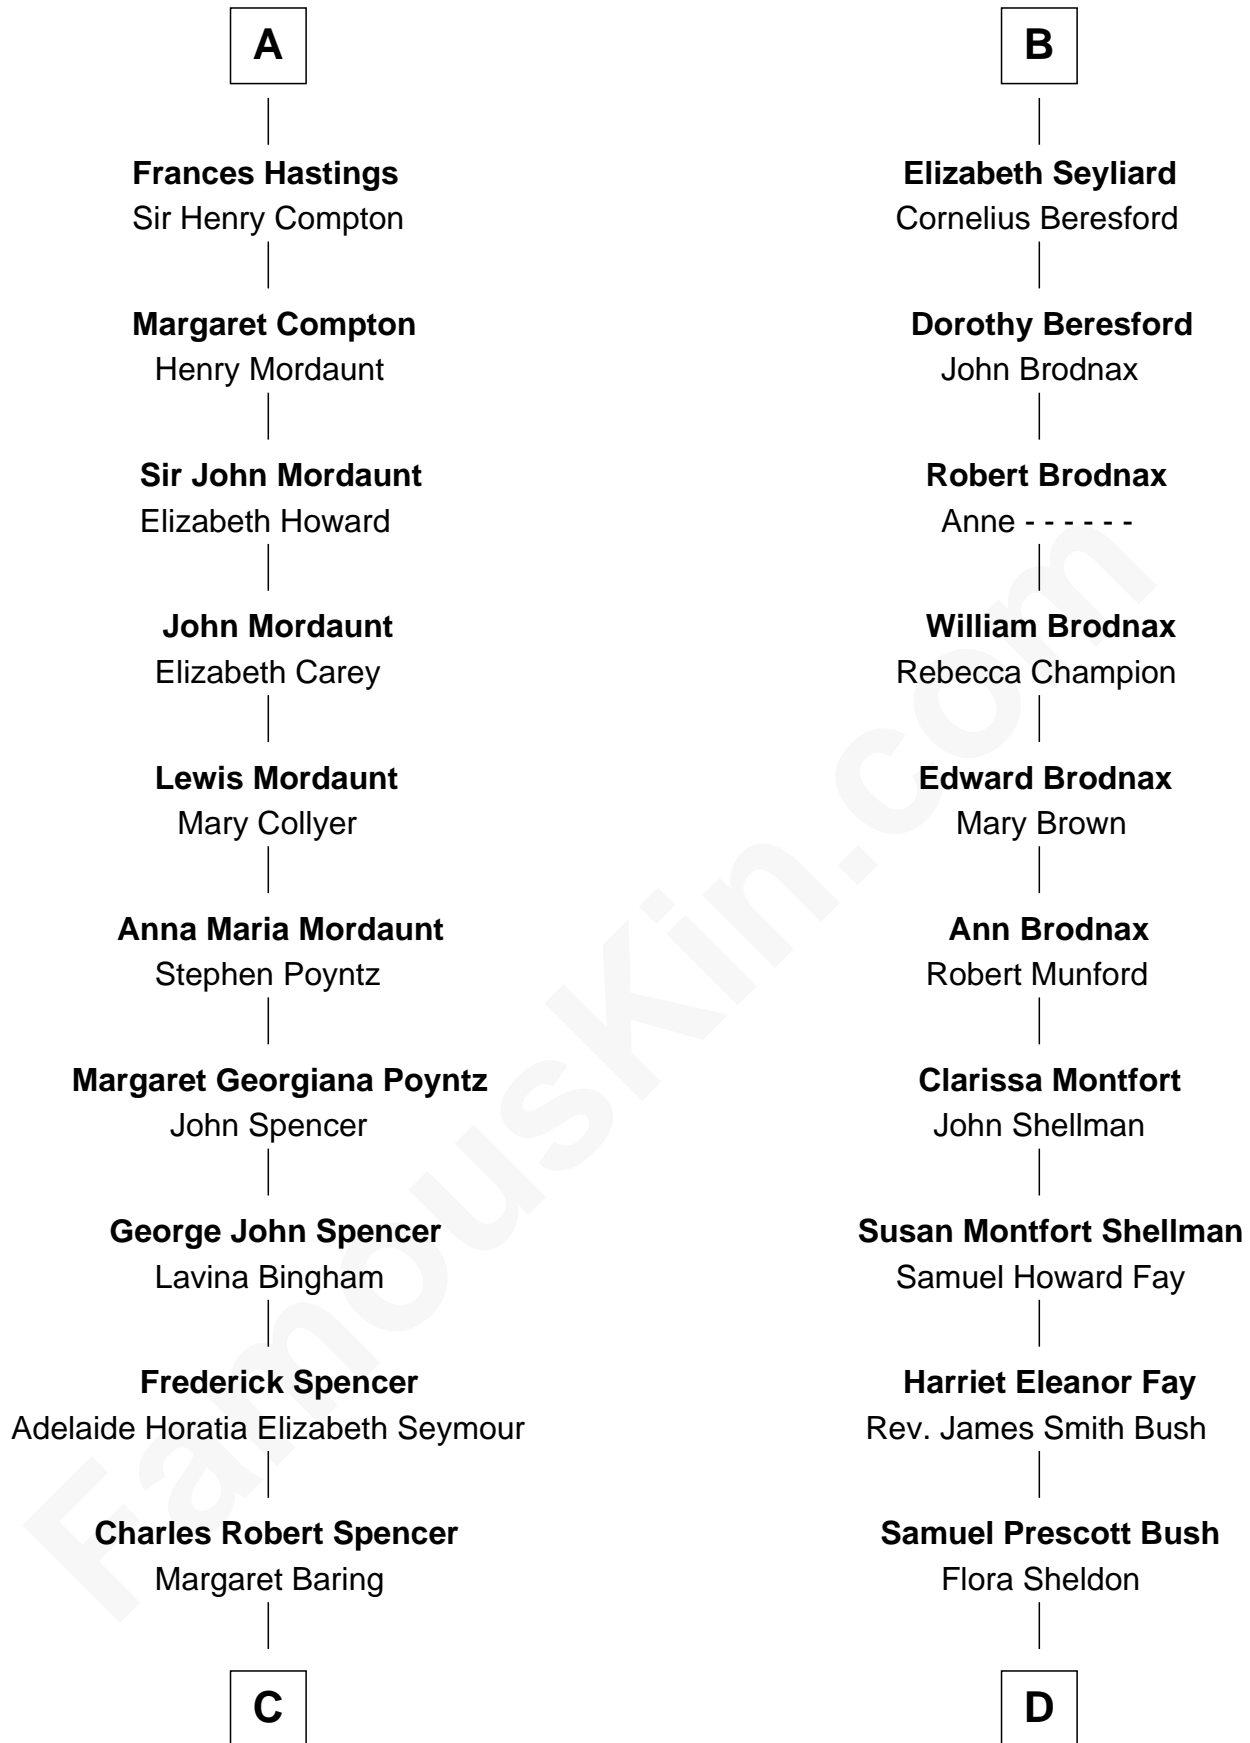 A
Frances Hastings
Sir Henry Compton
Margaret Compton
Henry Mordaunt
Sir John Mordaunt
Elizabeth Howard
John Mordaunt
Elizabeth Carey
Lewis Mordaunt
Mary Collyer
Anna Maria Mordaunt
Stephen Poyntz
Margaret Georgiana Poyntz
John Spencer
George John Spencer
Lavina Bingham
Frederick Spencer
Adelaide Horatia Elizabeth Seymour
Charles Robert Spencer
Margaret Baring
C
B
Elizabeth Seyliard
Cornelius Beresford
Dorothy Beresford
John Brodnax
Robert Brodnax
Anne - - - - - -
William Brodnax
Rebecca Champion
Edward Brodnax
Mary Brown
Ann Brodnax
Robert Munford
Clarissa Montfort
John Shellman
Susan Montfort Shellman
Samuel Howard Fay
Harriet Eleanor Fay
Rev. James Smith Bush
Samuel Prescott Bush
Flora Sheldon
D
FamousKin.com